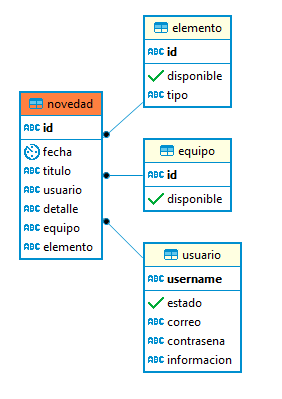 elemento
ABC id
disponible
ABC tipo
novedad
ABC id
fecha
ABC titulo
ABC usuario
ABC detalle
ABC equipo
ABC elemento
equipo
ABC id
disponible
usuario
ABC username
estado
ABC correo
ABC contrasena
ABC informacion